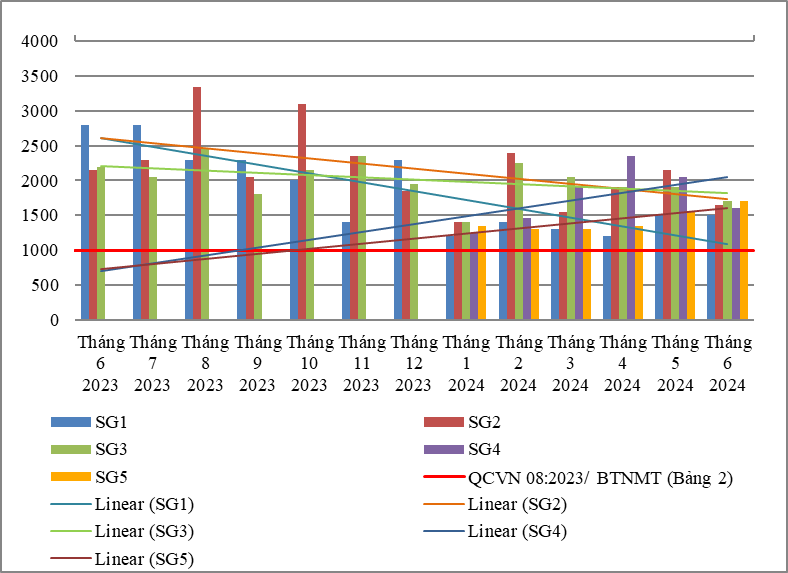 4000
3500
3000
2500
2000
1500
1000
500
0
Tháng Tháng Tháng Tháng Tháng Tháng Tháng Tháng Tháng Tháng Tháng Tháng Tháng
6 7 8 9 10 11 12 1 2 3 4 5 6
2023 2023 2023 2023 2023 2023 2023 2024 2024 2024 2024 2024 2024
SG1 SG2
SG3 SG4
SG5 QCVN 08:2023/ BTNMT (Bảng 2)
Linear (SG1) Linear (SG2)
Linear (SG3) Linear (SG4)
Linear (SG5)